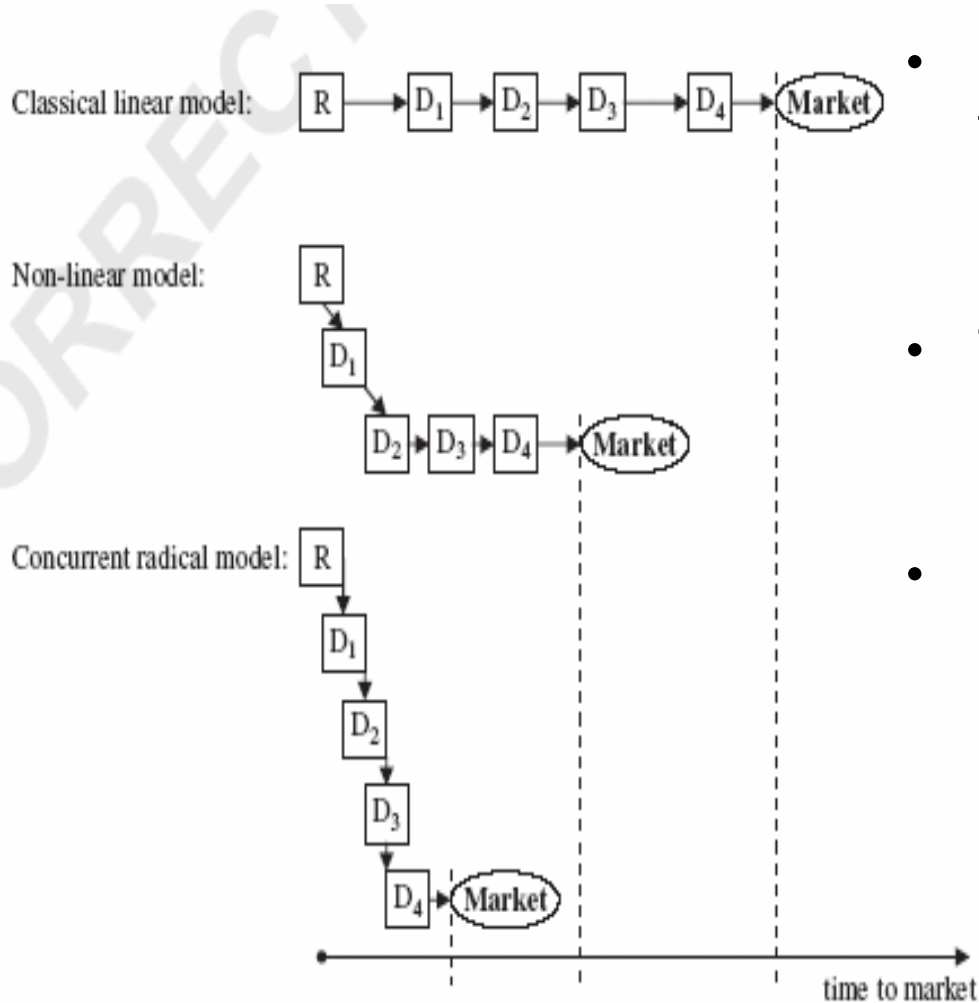 Classical linear model: R D₁ D₂ D₃ D₄ Market
Non-linear model: R
D₁
D₂ D₃ D₄ Market
Concurrent radical model: R
D₁
D₂
D₃
D₄ Market
time to market
ORRECT